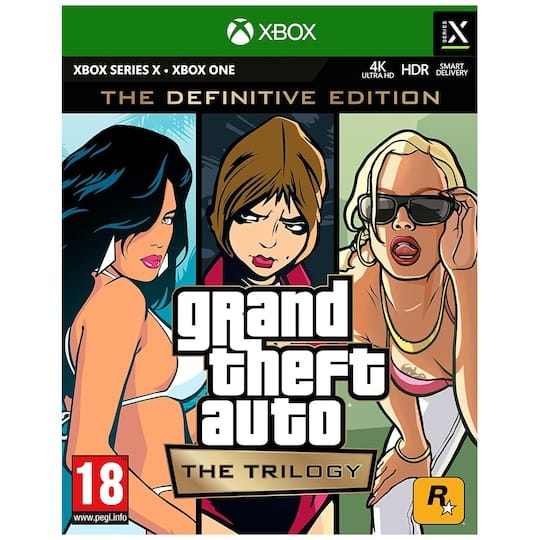 XBOX
SERIES X
XBOX SERIES X • XBOX ONE
4K
ULTRA HD
HDR
SMART
DELIVERY
THE DEFINITIVE EDITION
grand
theft
auto
THE TRILOGY
18
www.pegi.info
R